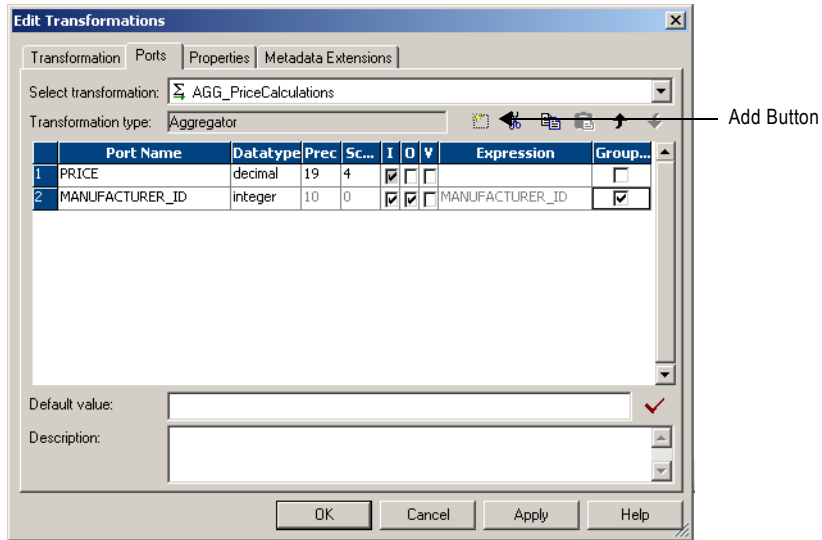 Edit Transformations
Transformation Ports Properties Metadata Extensions
Select transformation: AGG_PriceCalculations
Transformation type: Aggregator
Add Button
Port Name Datatype Prec Sc... I O V Expression Group...
1 PRICE decimal 19 4
2 MANUFACTURER_ID integer 10 0 MANUFACTURER_ID
Default value:
Description:
OK Cancel Apply Help